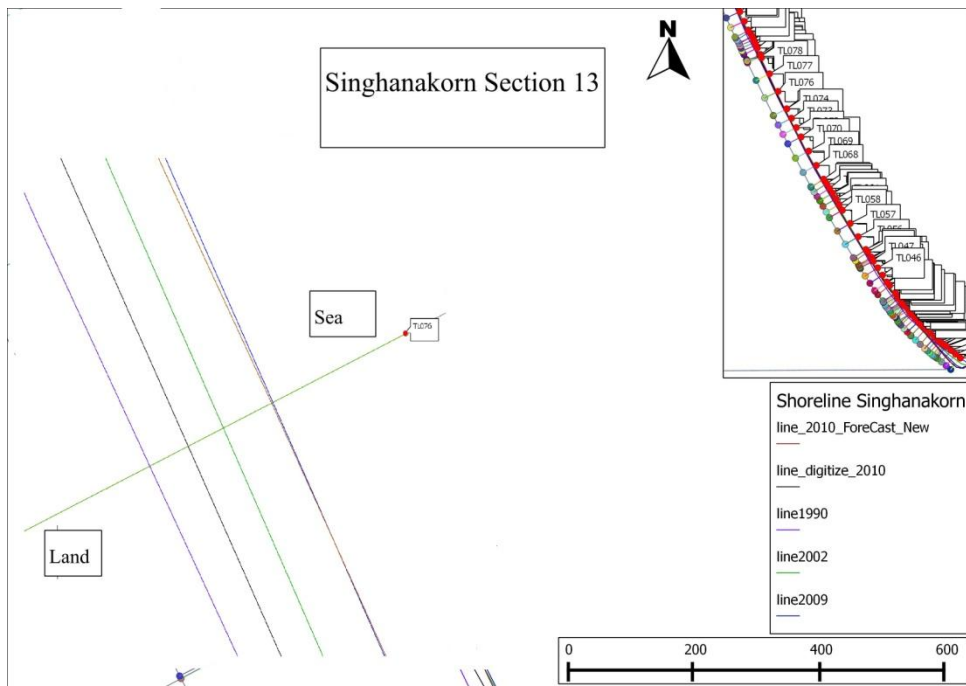 Singhanakorn Section 13
N
Sea
TL076
Land
TL078
TL077
TL076
TL074
TL070
TL069
TL068
TL058
TL057
TL047
TL046
Shoreline Singhanakorn
line_2010_ForeCast_New
line_digitize_2010
line1990
line2002
line2009
0 200 400 600